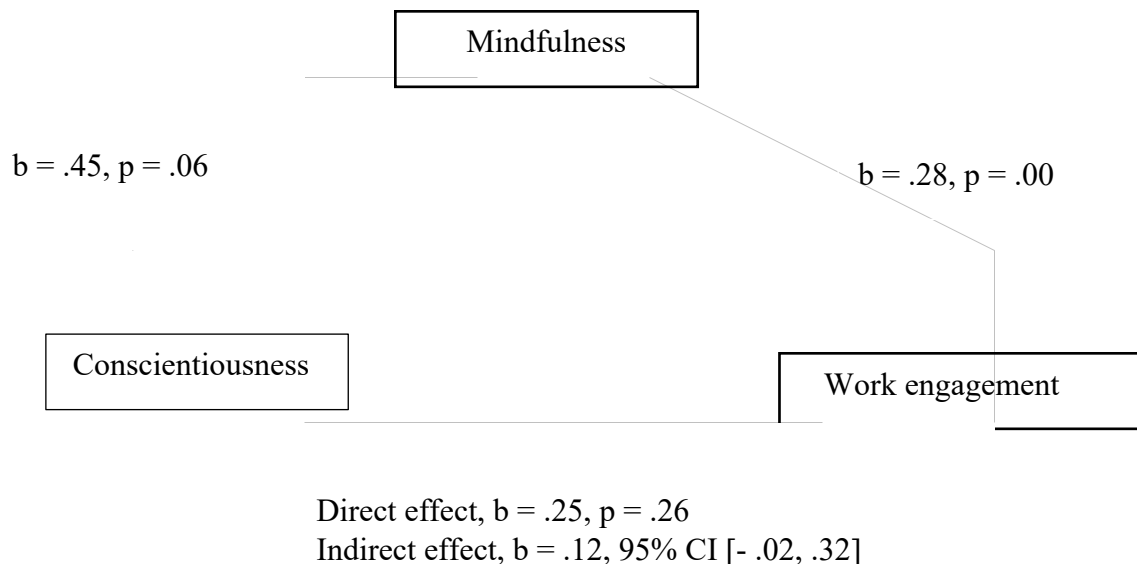 Mindfulness
b = .45, p = .06
b = .28, p = .00
Conscientiousness
Work engagement
Direct effect, b = .25, p = .26
Indirect effect, b = .12, 95% CI [- .02, .32]